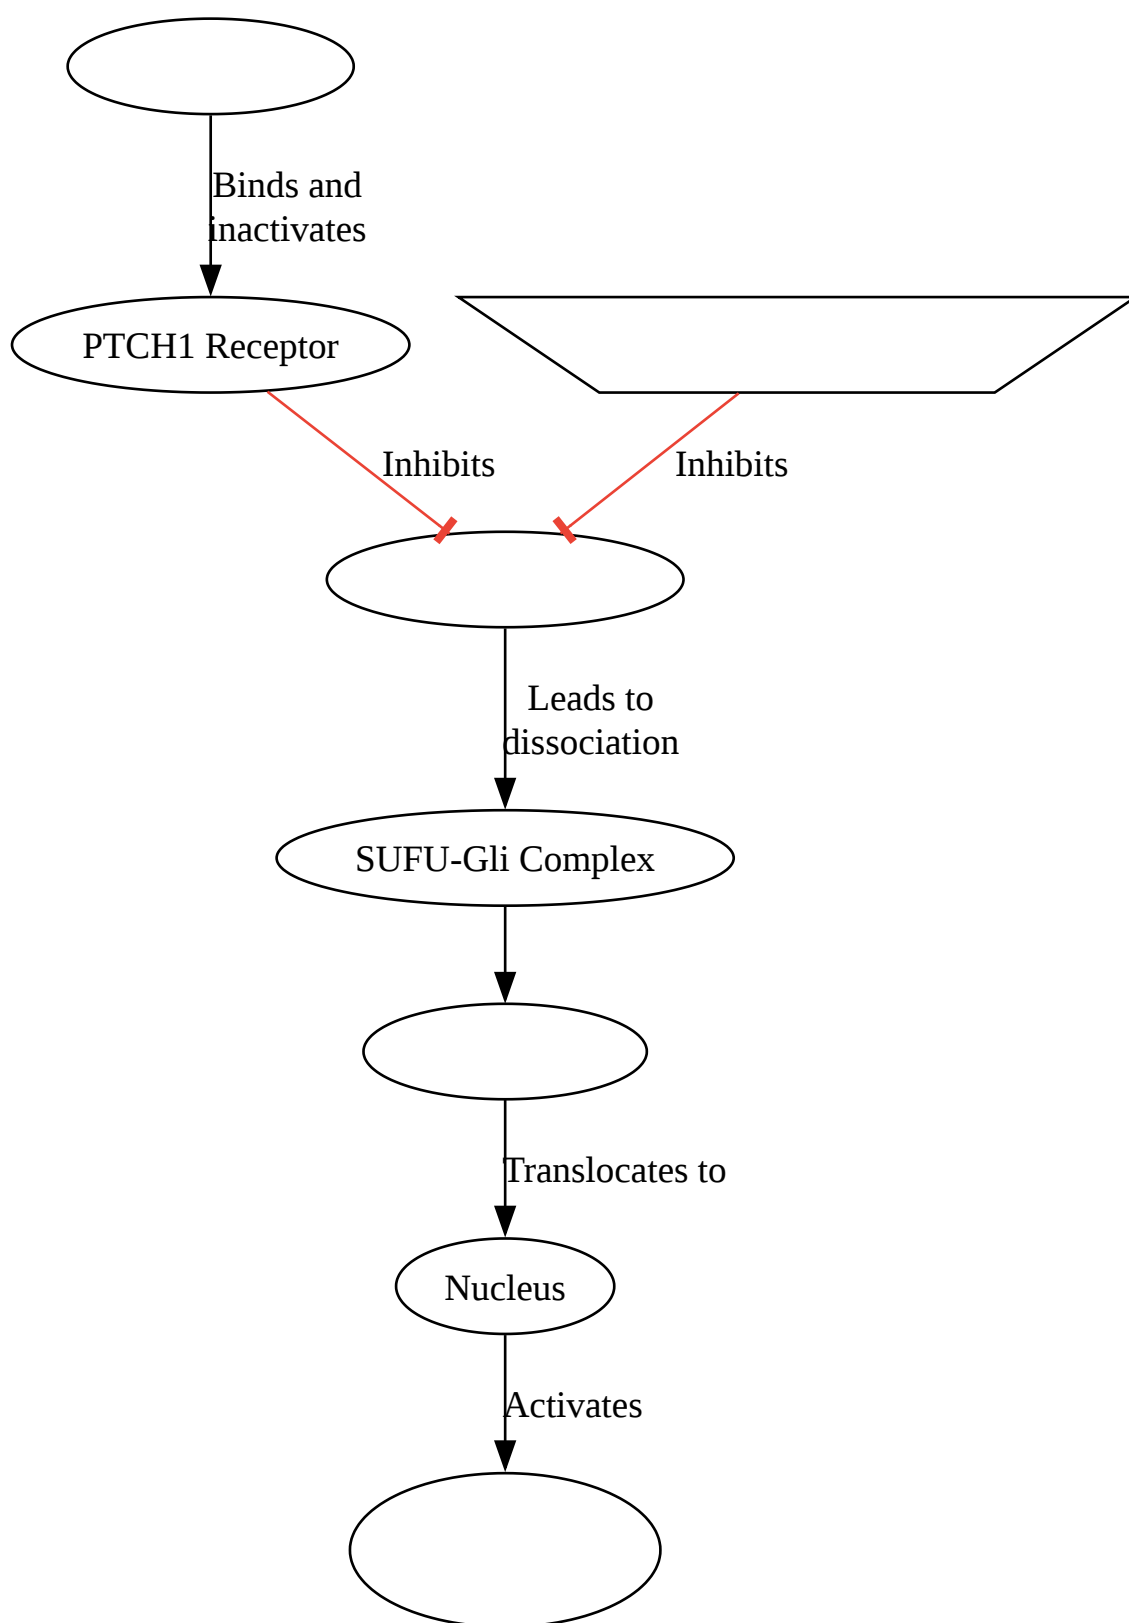 Binds and
inactivates
PTCH1 Receptor
Inhibits
Inhibits
Leads to
dissociation
SUFU-Gli Complex
Translocates to
Nucleus
Activates